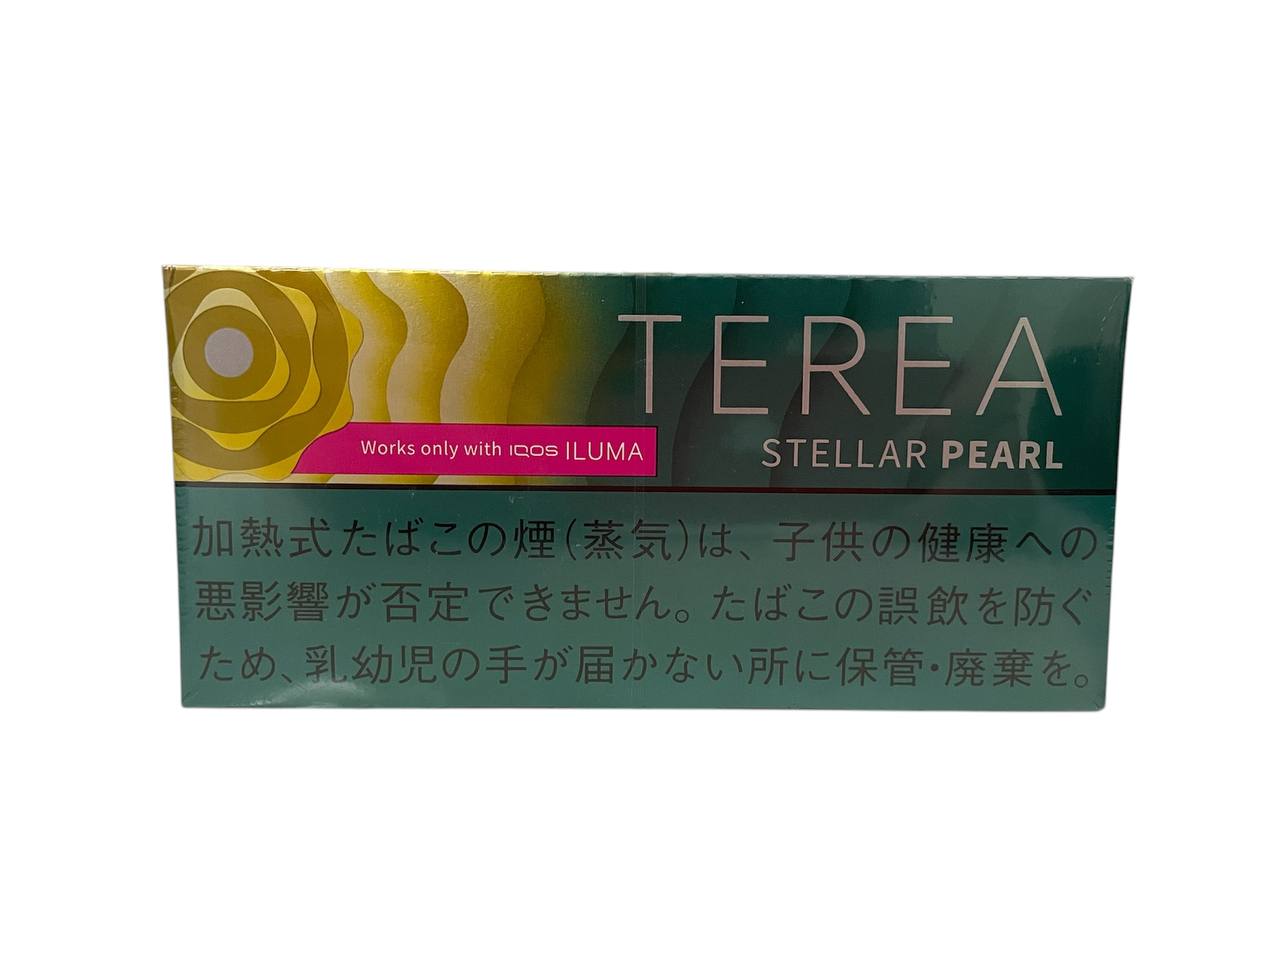 TEREA
STELLAR PEARL
Works only with IQOS ILUMA
加熱式たばこの煙(蒸気)は、子供の健康への
悪影響が否定できません。たばこの誤飲を防ぐ
ため、乳幼児の手が届かない所に保管・廃棄を。